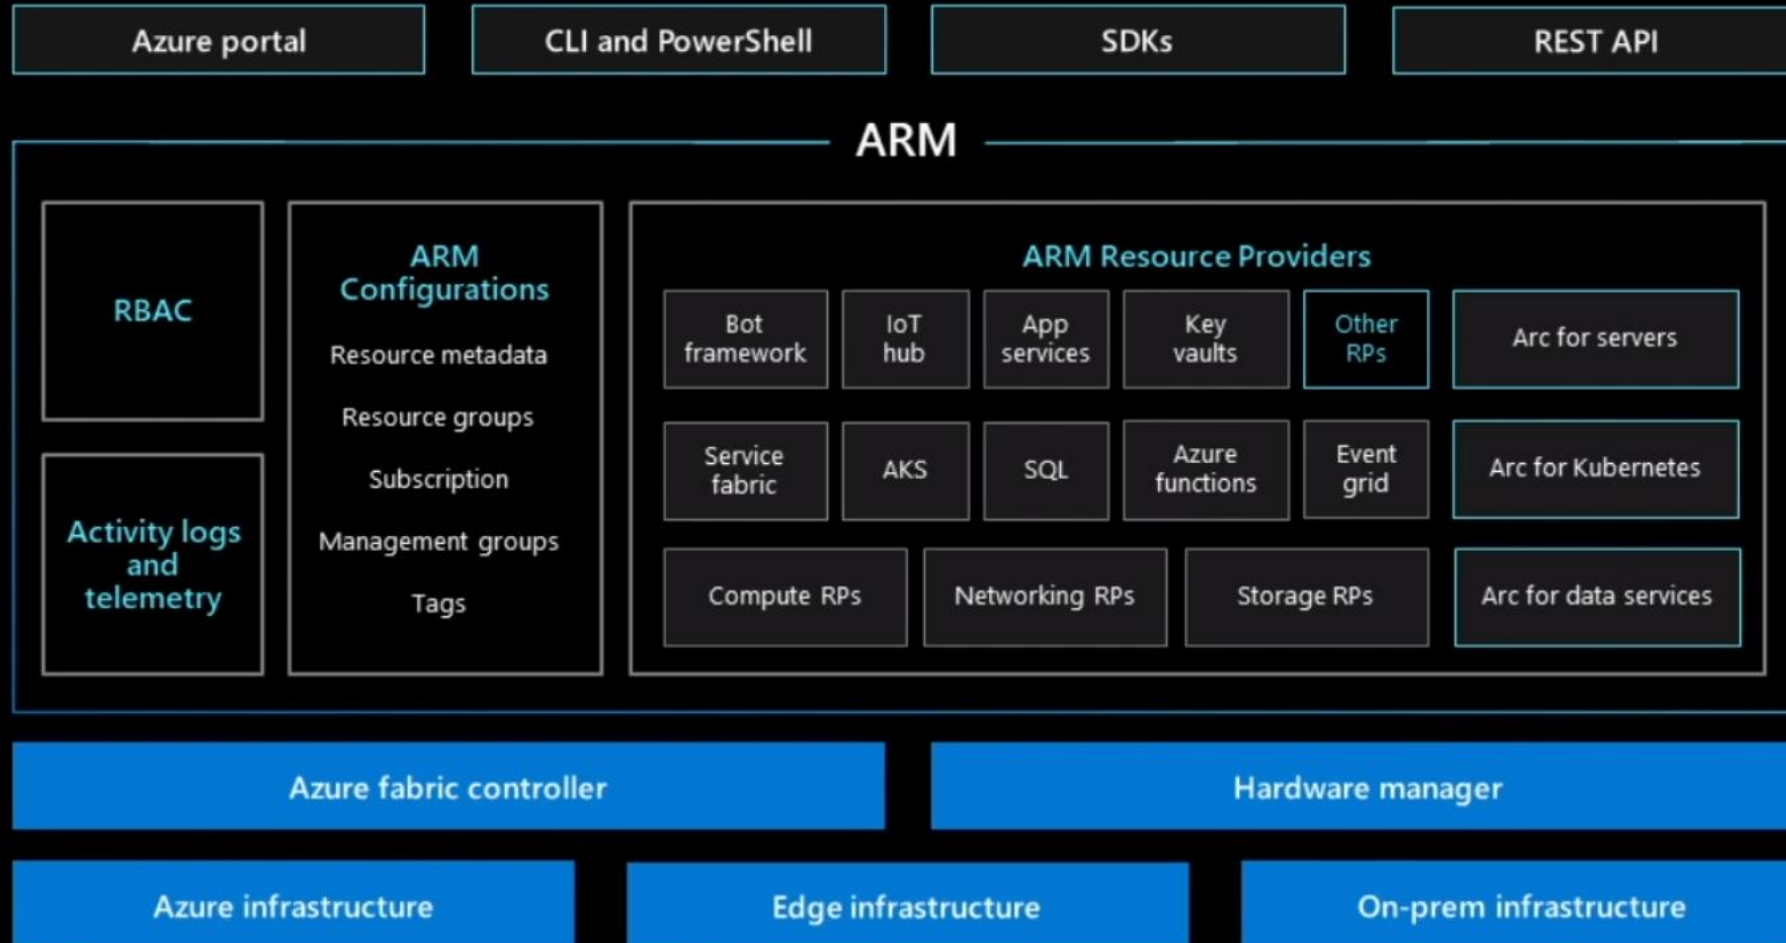 Azure portal
CLI and PowerShell
SDKs
REST API
ARM
RBAC
Activity logs
and
telemetry
ARM
Configurations
Resource metadata
Resource groups
Subscription
Management groups
Tags
ARM Resource Providers
Bot
framework
IoT
hub
App
services
Key
vaults
Other
RPs
Arc for servers
Service
fabric
AKS
SQL
Azure
functions
Event
grid
Arc for Kubernetes
Compute RPs
Networking RPs
Storage RPs
Arc for data services
Azure fabric controller
Hardware manager
Azure infrastructure
Edge infrastructure
On-prem infrastructure